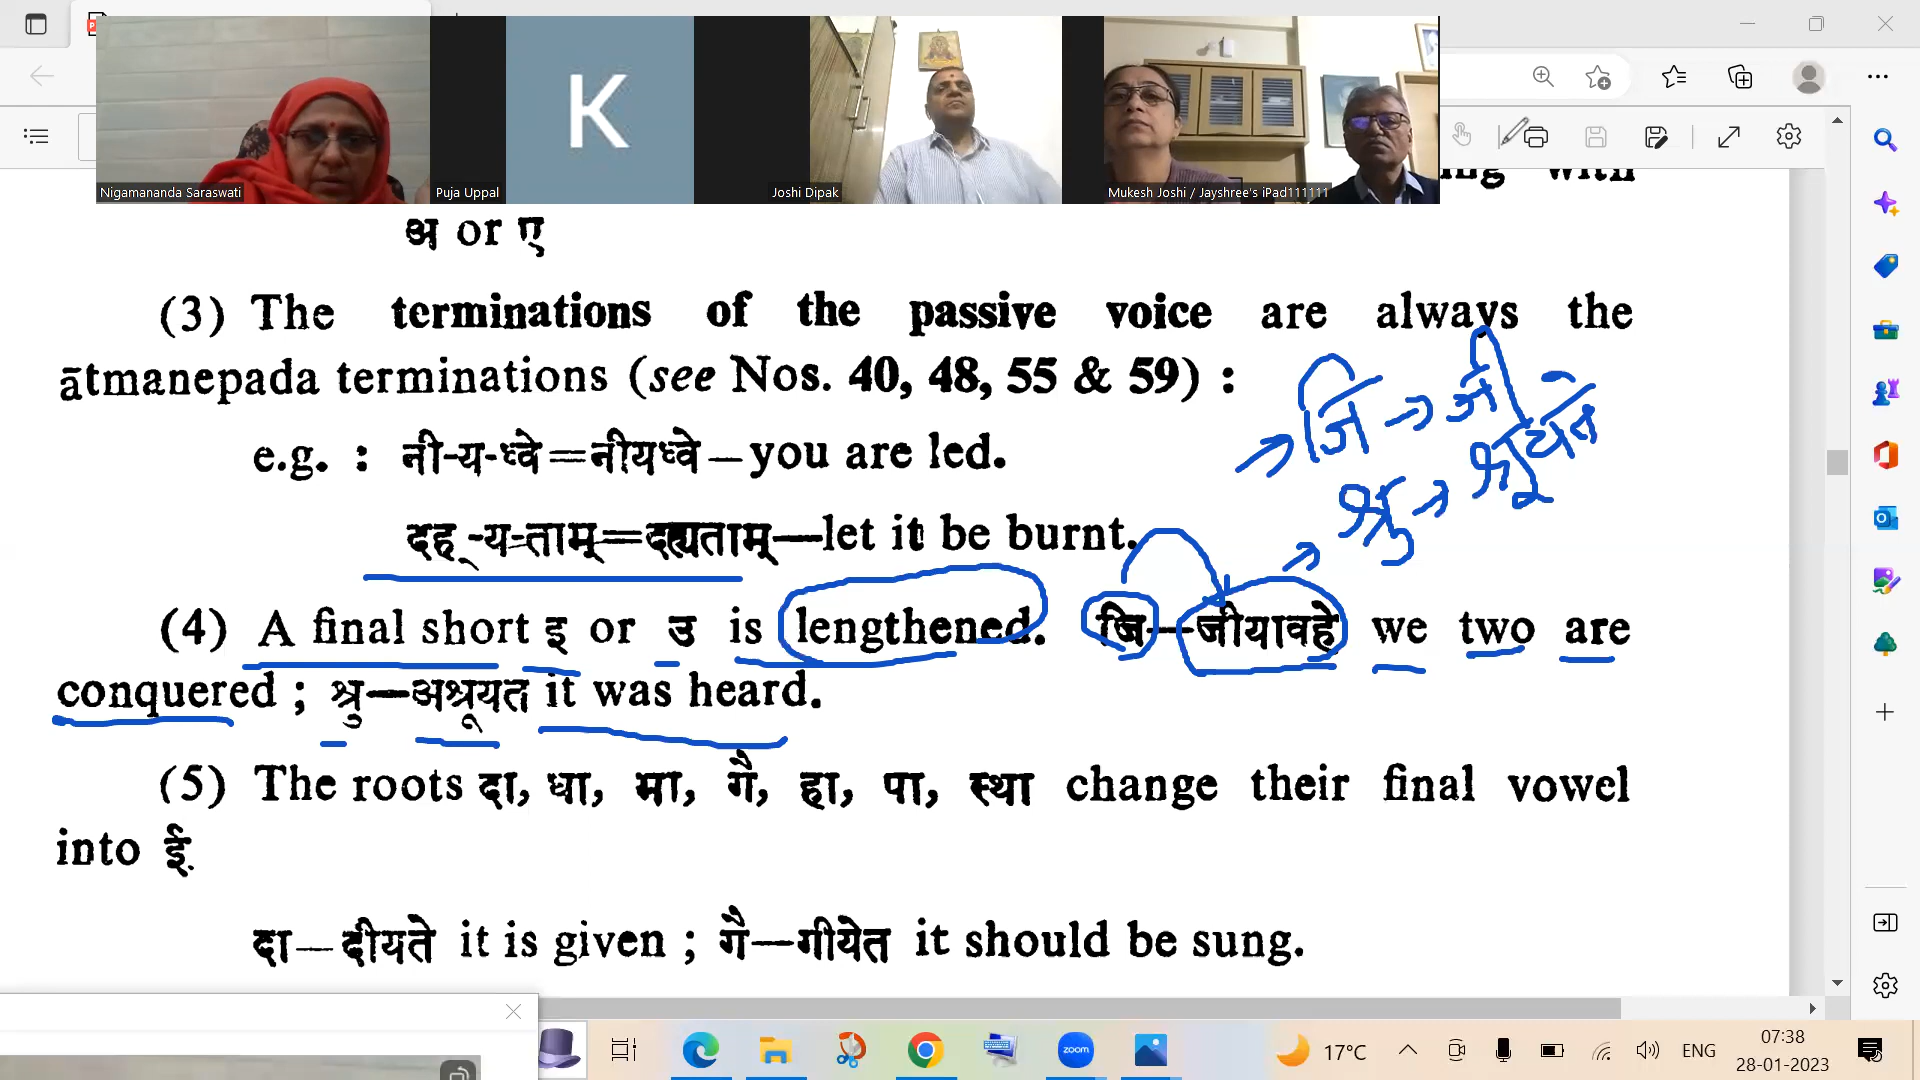 K
Nigamananda Saraswati
Puja Uppal
Joshi Dipak
Mukesh Joshi / Jayshree's iPad111111
with
अ or ए
(3) The terminations of the passive voice are always the
ātmanepada terminations (see Nos. 40, 48, 55 & 59) :
e.g. : नी-य-ध्वे=नीयध्वे—you are led.
दह्-य-ताम्=दह्यताम्—let it be burnt.
जि → जी
श्रु → श्रू
(4) A final short इ or उ is lengthened. जि—जीयावहे we two are
conquered ; श्रु—अश्रूयत it was heard.
(5) The roots दा, धा, मा, गै, हा, पा, स्था change their final vowel
into ई.
दा—दीयते it is given ; गै—गीयेत it should be sung.
zoom
17°C
ENG
07:38
28-01-2023